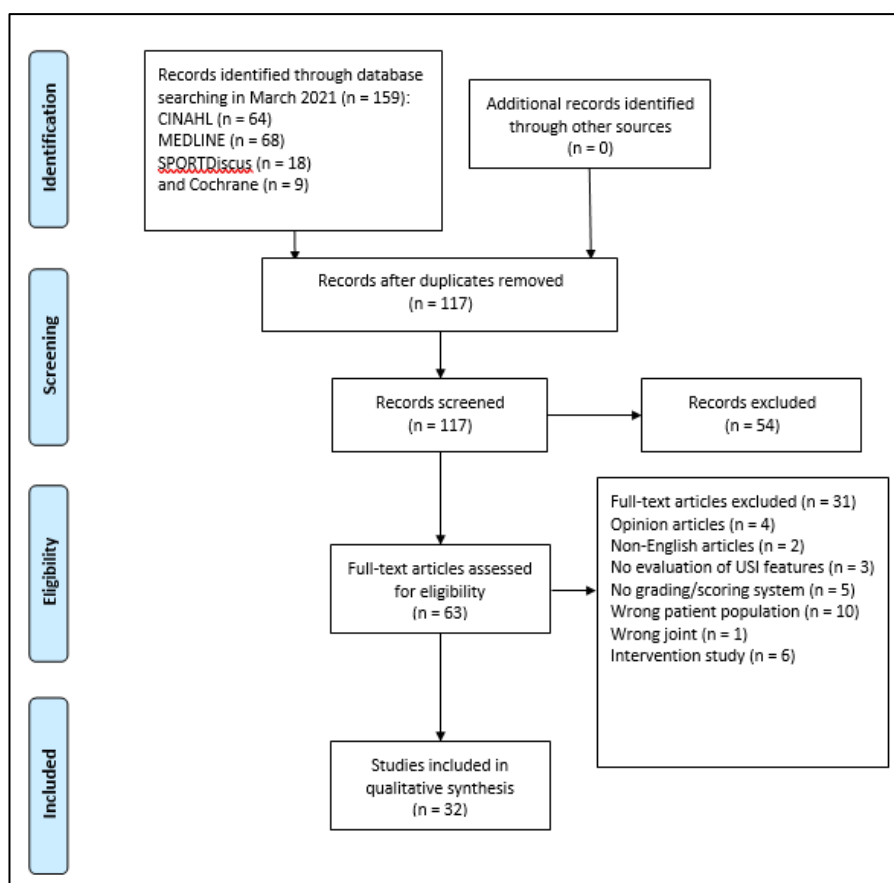 Identification
Records identified through database
searching in March 2021 (n = 159):
CINAHL (n = 64)
MEDLINE (n = 68)
SPORTDiscus (n = 18)
and Cochrane (n = 9)
Additional records identified
through other sources
(n = 0)
Screening
Records after duplicates removed
(n = 117)
Records screened
(n = 117)
Records excluded
(n = 54)
Eligibility
Full-text articles assessed
for eligibility
(n = 63)
Full-text articles excluded (n = 31)
Opinion articles (n = 4)
Non-English articles (n = 2)
No evaluation of USI features (n = 3)
No grading/scoring system (n = 5)
Wrong patient population (n = 10)
Wrong joint (n = 1)
Intervention study (n = 6)
Included
Studies included in
qualitative synthesis
(n = 32)